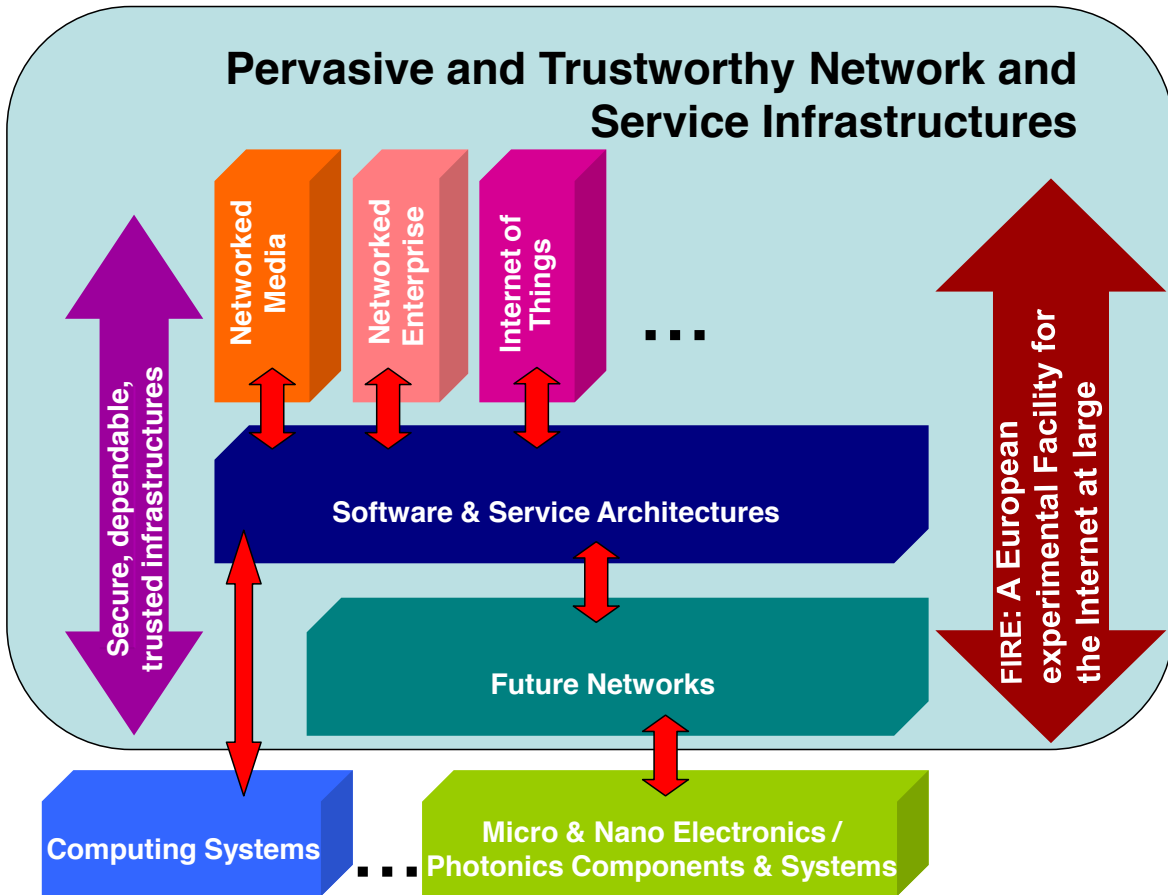 Pervasive and Trustworthy Network and
Service Infrastructures
Networked
Media
Networked
Enterprise
Internet of
Things
...
Secure, dependable,
trusted infrastructures
FIRE: A European
experimental Facility for
the Internet at large
Software & Service Architectures
Future Networks
Computing Systems
...
Micro & Nano Electronics /
Photonics Components & Systems